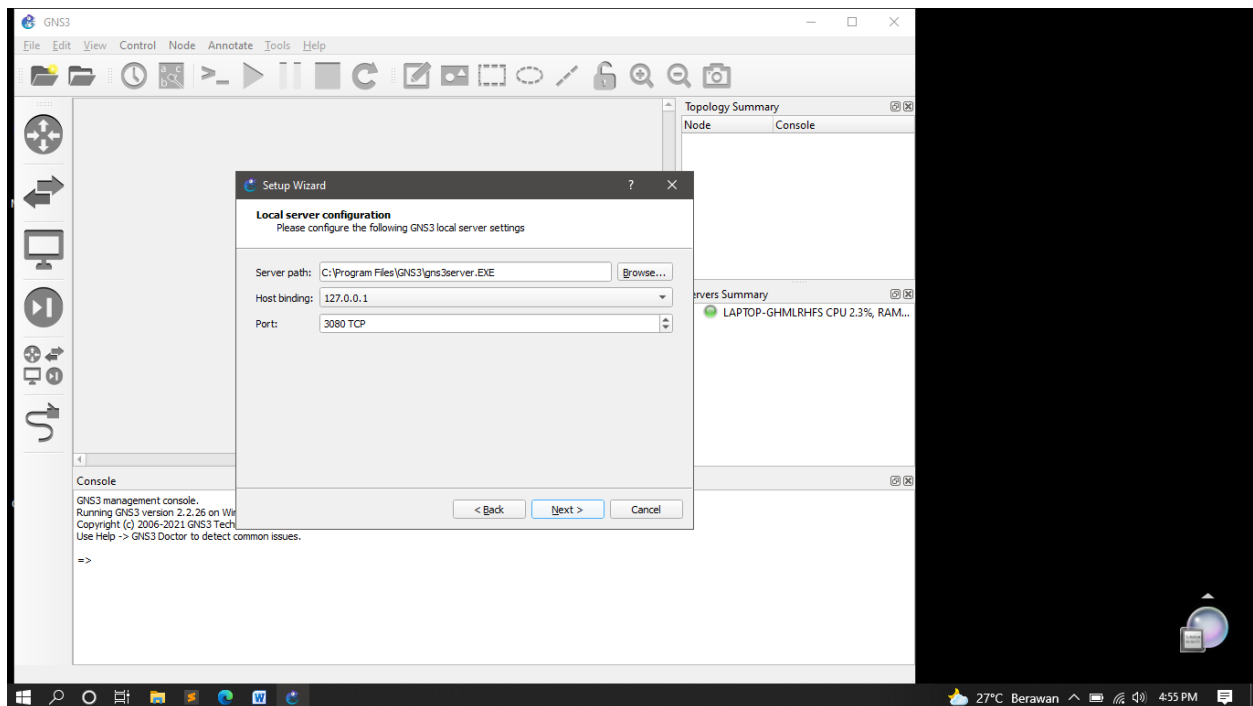 GNS3
File Edit View Control Node Annotate Tools Help
Topology Summary
Node Console
Setup Wizard ?
Local server configuration
Please configure the following GNS3 local server settings
Server path: C:\Program Files\GNS3\gns3server.EXE Browse...
Host binding: 127.0.0.1
Port: 3080 TCP
< Back Next > Cancel
ervers Summary
LAPTOP-GHMLRHFS CPU 2.3%, RAM...
Console
GNS3 management console.
Running GNS3 version 2.2.26 on Wi
Copyright (c) 2006-2021 GNS3 Tech
Use Help -> GNS3 Doctor to detect common issues.
=>
27°C Berawan 4:55 PM